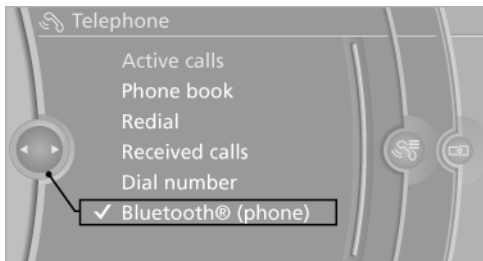 Telephone
Active calls
Phone book
Redial
Received calls
Dial number
✓ Bluetooth® (phone)